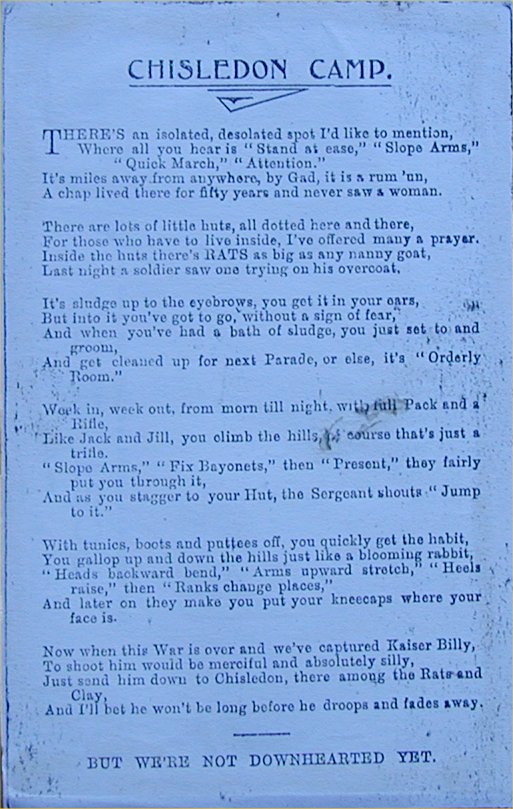 CHISLEDON CAMP.
THERE'S an isolated, desolated spot I'd like to mention,
Where all you hear is "Stand at ease," "Slope Arms,"
"Quick March," "Attention."
It's miles away from anywhere, by Gad, it is a rum 'un,
A chap lived there for fifty years and never saw a woman.
There are lots of little huts, all dotted here and there,
For those who have to live inside, I've offered many a prayer.
Inside the huts there's RATS as big as any nanny goat,
Last night a soldier saw one trying on his overcoat.
It's sludge up to the eyebrows, you get it in your ears,
But into it you've got to go, without a sign of fear,
And when you've had a bath of sludge, you just set to and
groom,
And get cleaned up for next Parade, or else, it's "Orderly
Room."
Week in, week out, from morn till night, with full Pack and a
Rifle,
Like Jack and Jill, you climb the hills, of course that's just a
trifle.
"Slope Arms," "Fix Bayonets," then "Present," they fairly
put you through it,
And as you stagger to your Hut, the Sergeant shouts "Jump
to it."
With tunics, boots and puttees off, you quickly get the habit,
You gallop up and down the hills just like a blooming rabbit,
"Heads backward bend," "Arms upward stretch," "Heels
raise," then "Ranks change places,"
And later on they make you put your kneecaps where your
face is.
Now when this War is over and we've captured Kaiser Billy,
To shoot him would be merciful and absolutely silly,
Just send him down to Chisledon, there among the Rats and
Clay,
And I'll bet he won't be long before he droops and fades away.
BUT WE'RE NOT DOWNHEARTED YET.